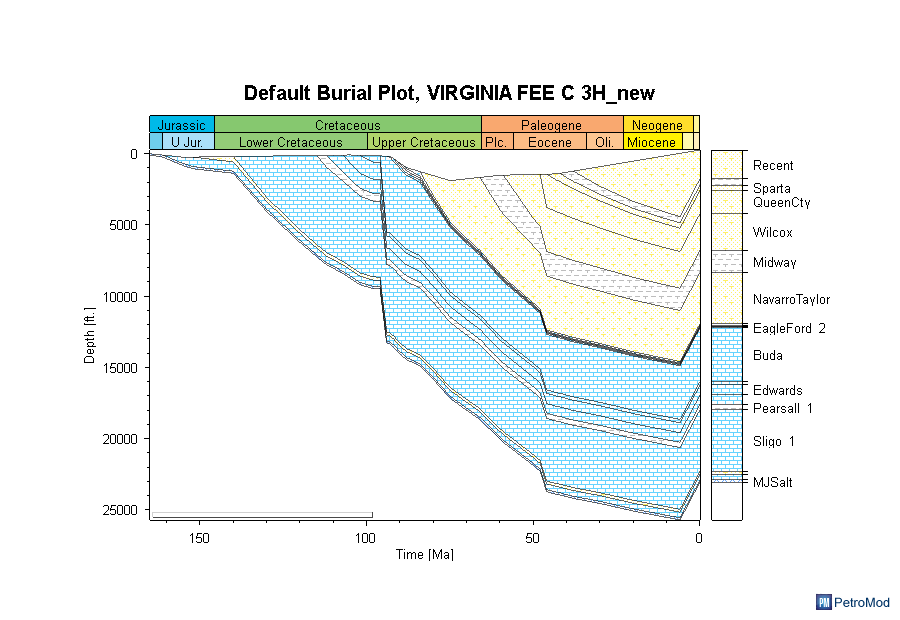 Default Burial Plot, VIRGINIA FEE C 3H_new
Jurassic Cretaceous Paleogene Neogene
U Jur. Lower Cretaceous Upper Cretaceous Plc. Eocene Oli. Miocene
0
5000
10000
15000
20000
25000
Depth [ft.]
150 100 50 0
Time [Ma]
Recent
Sparta
QueenCty
Wilcox
Midway
NavarroTaylor
EagleFord 2
Buda
Edwards
Pearsall 1
Sligo 1
MJSalt
PM PetroMod